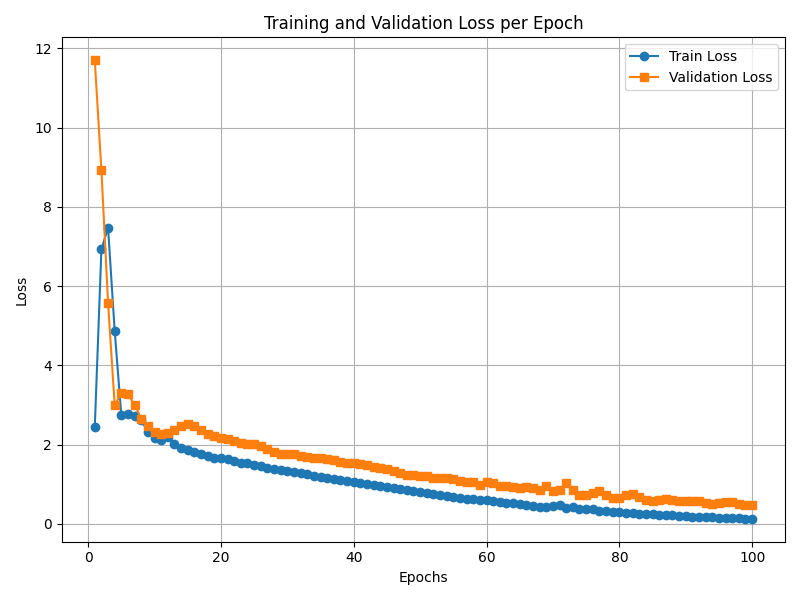 Training and Validation Loss per Epoch
Train Loss
Validation Loss
12
10
8
6
4
2
0
Loss
0 20 40 60 80 100
Epochs